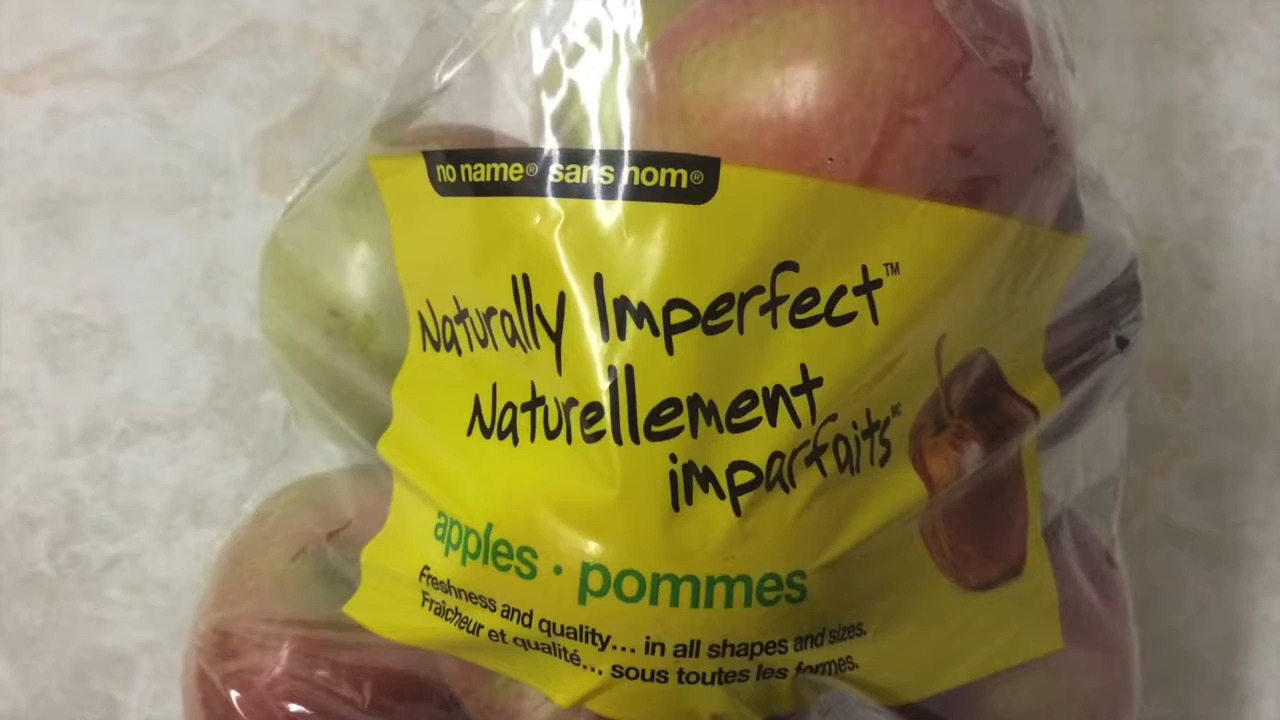 no name® sans nom®
Naturally Imperfect™
Naturellement
imparfaits MC
apples · pommes
Freshness and quality... in all shapes and sizes.
Fraîcheur et qualité... sous toutes les formes.